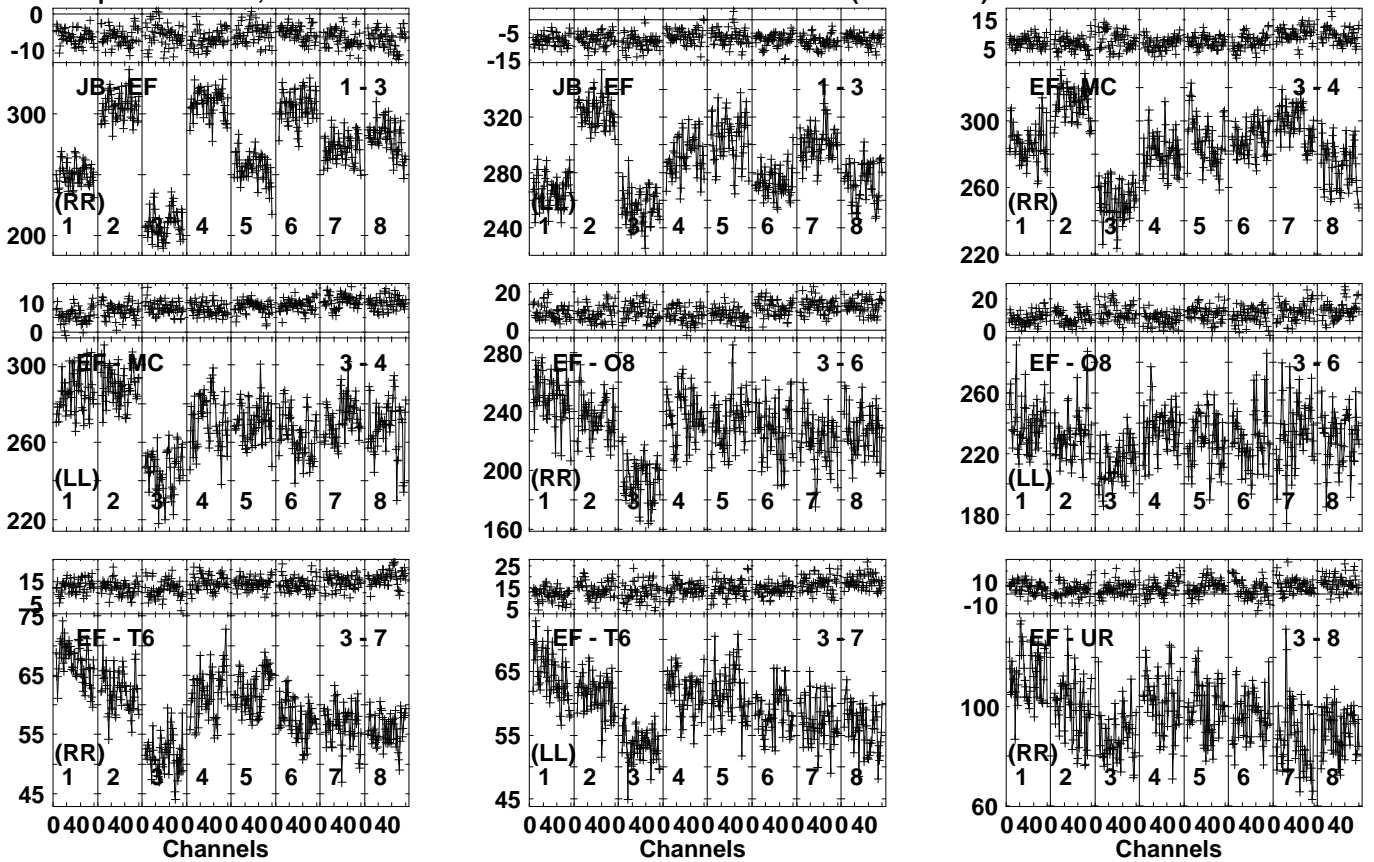 0
-10
JB - EF 1 - 3
300
(RR)
1 2 3 4 5 6 7 8
200
-5
-15
JB - EF 1 - 3
320
280
(LL)
1 2 3 4 5 6 7 8
240
15
5
EF - MC 3 - 4
300
260
(RR)
1 2 3 4 5 6 7 8
220
10
0
300
EF - MC 3 - 4
260
(LL)
1 2 3 4 5 6 7 8
220
20
0
280
EF - O8 3 - 6
240
200
(RR)
1 2 3 4 5 6 7 8
160
20
0
EF - O8 3 - 6
260
220
(LL)
1 2 3 4 5 6 7 8
180
15
5
75
EF - T6 3 - 7
65
55
(RR)
1 2 3 4 5 6 7 8
45
0 40 0 40 0 40 0 40 0 40 0 40 0 40 0 40
Channels
25
15
5
EF - T6 3 - 7
65
55
(LL)
1 2 3 4 5 6 7 8
45
0 40 0 40 0 40 0 40 0 40 0 40 0 40 0 40
Channels
10
-10
EF - UR 3 - 8
100
(RR)
1 2 3 4 5 6 7 8
60
0 40 0 40 0 40 0 40 0 40 0 40 0 40 0 40
Channels